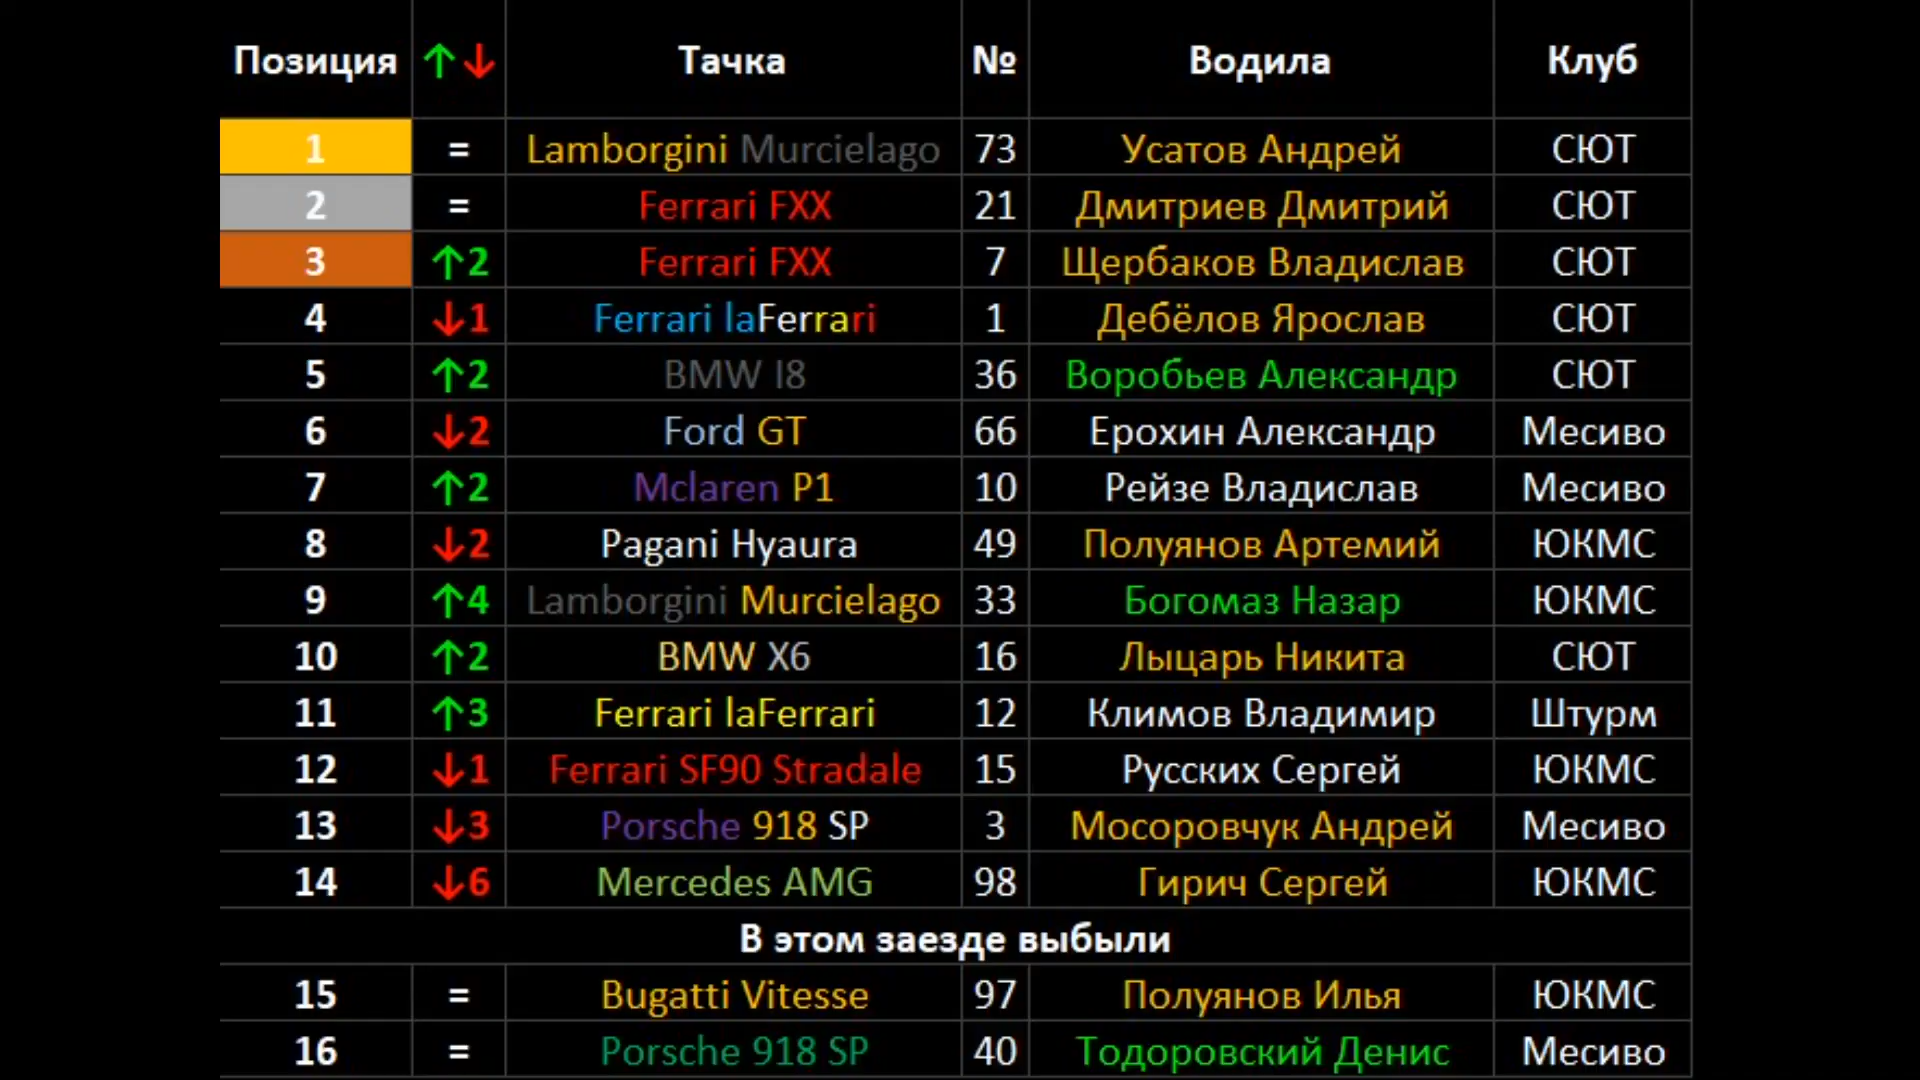 Позиция ↑↓ Тачка № Водила Клуб
1 = Lamborgini Murcielago 73 Усатов Андрей СЮТ
2 = Ferrari FXX 21 Дмитриев Дмитрий СЮТ
3 ↑2 Ferrari FXX 7 Щербаков Владислав СЮТ
4 ↓1 Ferrari laFerrari 1 Дебёлов Ярослав СЮТ
5 ↑2 BMW I8 36 Воробьев Александр СЮТ
6 ↓2 Ford GT 66 Ерохин Александр Месиво
7 ↑2 Mclaren P1 10 Рейзе Владислав Месиво
8 ↓2 Pagani Hyaura 49 Полуянов Артемий ЮКМС
9 ↑4 Lamborgini Murcielago 33 Богомаз Назар ЮКМС
10 ↑2 BMW X6 16 Лыцарь Никита СЮТ
11 ↑3 Ferrari laFerrari 12 Климов Владимир Штурм
12 ↓1 Ferrari SF90 Stradale 15 Русских Сергей ЮКМС
13 ↓3 Porsche 918 SP 3 Мосоровчук Андрей Месиво
14 ↓6 Mercedes AMG 98 Гирич Сергей ЮКМС
В этом заезде выбыли
15 = Bugatti Vitesse 97 Полуянов Илья ЮКМС
16 = Porsche 918 SP 40 Тодоровский Денис Месиво